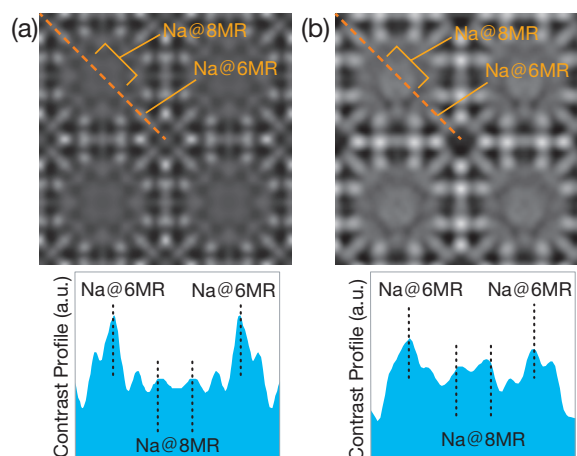 (a)
Na@8MR
Na@6MR
(b)
Na@8MR
Na@6MR
Contrast Profile (a.u.)
Na@6MR Na@6MR
Na@8MR
Contrast Profile (a.u.)
Na@6MR Na@6MR
Na@8MR